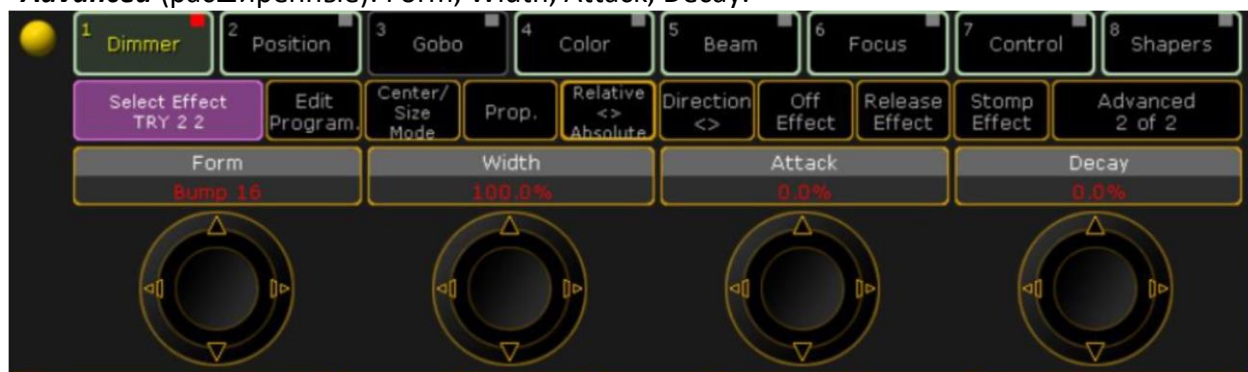 Advanced (расширенные): Form, Width, Attack, Decay.
1 Dimmer 2 Position 3 Gobo 4 Color 5 Beam 6 Focus 7 Control 8 Shapers
Select Effect TRY 2 2 Edit Program. Center/ Size Mode Prop. Relative <> Absolute Direction <> Off Effect Release Effect Stomp Effect Advanced 2 of 2
Form Width Attack Decay
Bump 16 100.0% 0.0% 0.0%